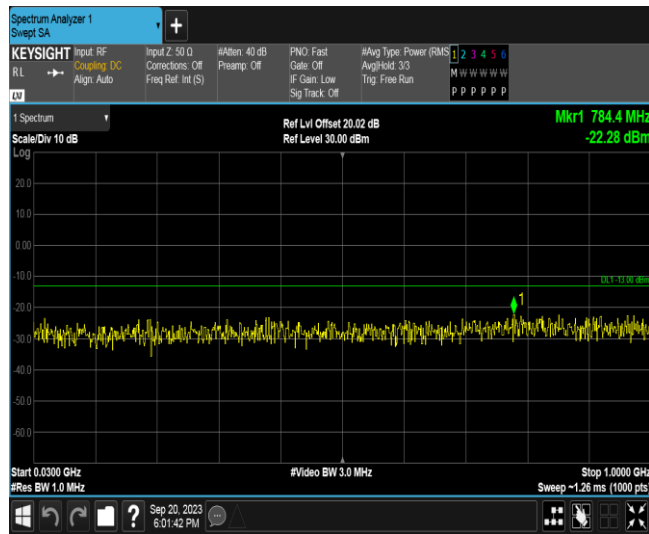 Spectrum Analyzer 1
Swept SA
+
KEYSIGHT
RL
LXI
Input: RF
Coupling: DC
Align: Auto
Input Z: 50 Ω
Corrections: Off
Freq Ref: Int (S)
#Atten: 40 dB
Preamp: Off
PNO: Fast
Gate: Off
IF Gain: Low
Sig Track: Off
#Avg Type: Power (RMS
Avg|Hold: 3/3
Trig: Free Run
1 2 3 4 5 6
M W W W W W
P P P P P P
1 Spectrum
Scale/Div 10 dB
Log
Ref Lvl Offset 20.02 dB
Ref Level 30.00 dBm
Mkr1 784.4 MHz
-22.28 dBm
20.0
10.0
0.00
-10.0
DL1 -13.00 dBm
1
-20.0
-30.0
-40.0
-50.0
-60.0
Start 0.0300 GHz
#Res BW 1.0 MHz
#Video BW 3.0 MHz
Stop 1.0000 GHz
Sweep ~1.26 ms (1000 pts)
?
Sep 20, 2023
6:01:42 PM